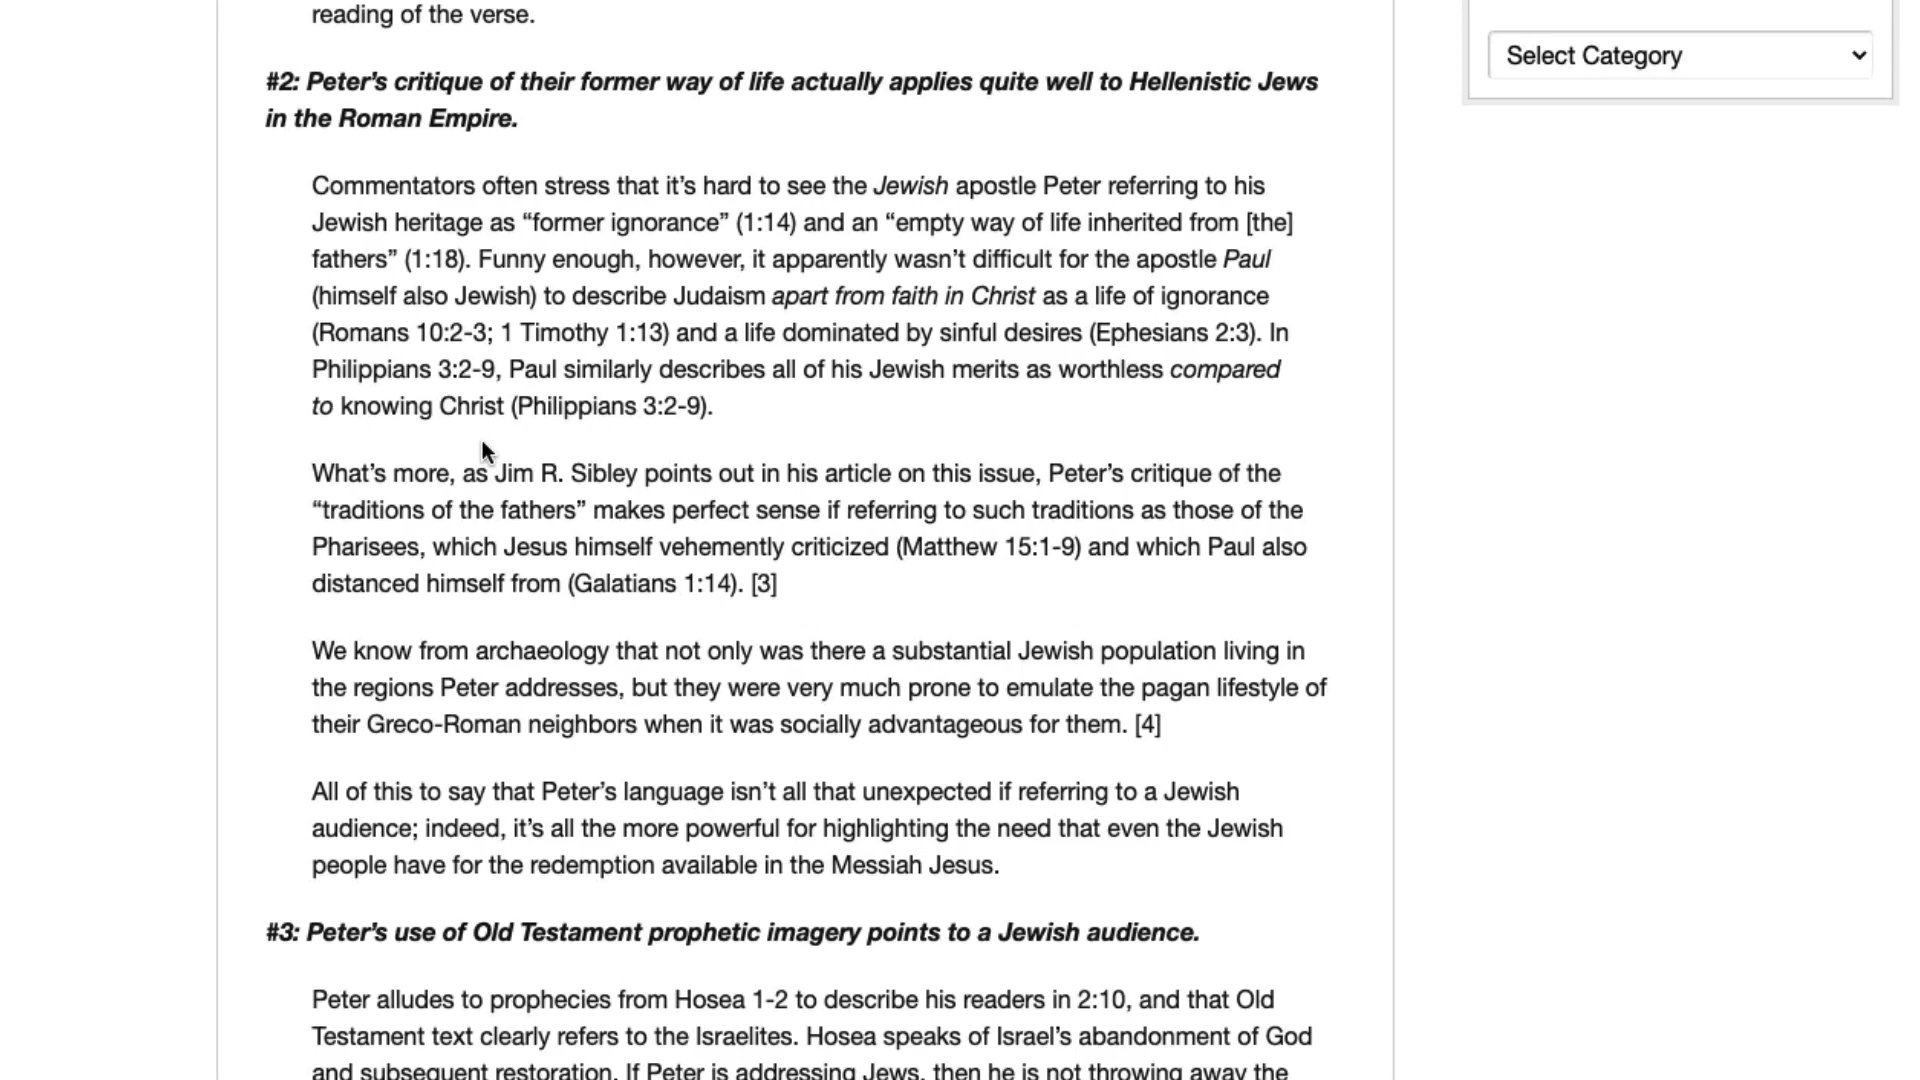 reading of the verse.
Select Category
#2: Peter’s critique of their former way of life actually applies quite well to Hellenistic Jews
in the Roman Empire.
Commentators often stress that it’s hard to see the Jewish apostle Peter referring to his
Jewish heritage as “former ignorance” (1:14) and an “empty way of life inherited from [the]
fathers” (1:18). Funny enough, however, it apparently wasn’t difficult for the apostle Paul
(himself also Jewish) to describe Judaism apart from faith in Christ as a life of ignorance
(Romans 10:2-3; 1 Timothy 1:13) and a life dominated by sinful desires (Ephesians 2:3). In
Philippians 3:2-9, Paul similarly describes all of his Jewish merits as worthless compared
to knowing Christ (Philippians 3:2-9).
What’s more, as Jim R. Sibley points out in his article on this issue, Peter’s critique of the
“traditions of the fathers” makes perfect sense if referring to such traditions as those of the
Pharisees, which Jesus himself vehemently criticized (Matthew 15:1-9) and which Paul also
distanced himself from (Galatians 1:14). [3]
We know from archaeology that not only was there a substantial Jewish population living in
the regions Peter addresses, but they were very much prone to emulate the pagan lifestyle of
their Greco-Roman neighbors when it was socially advantageous for them. [4]
All of this to say that Peter’s language isn’t all that unexpected if referring to a Jewish
audience; indeed, it’s all the more powerful for highlighting the need that even the Jewish
people have for the redemption available in the Messiah Jesus.
#3: Peter’s use of Old Testament prophetic imagery points to a Jewish audience.
Peter alludes to prophecies from Hosea 1-2 to describe his readers in 2:10, and that Old
Testament text clearly refers to the Israelites. Hosea speaks of Israel’s abandonment of God
and subsequent restoration. If Peter is addressing Jews, then he is not throwing away the